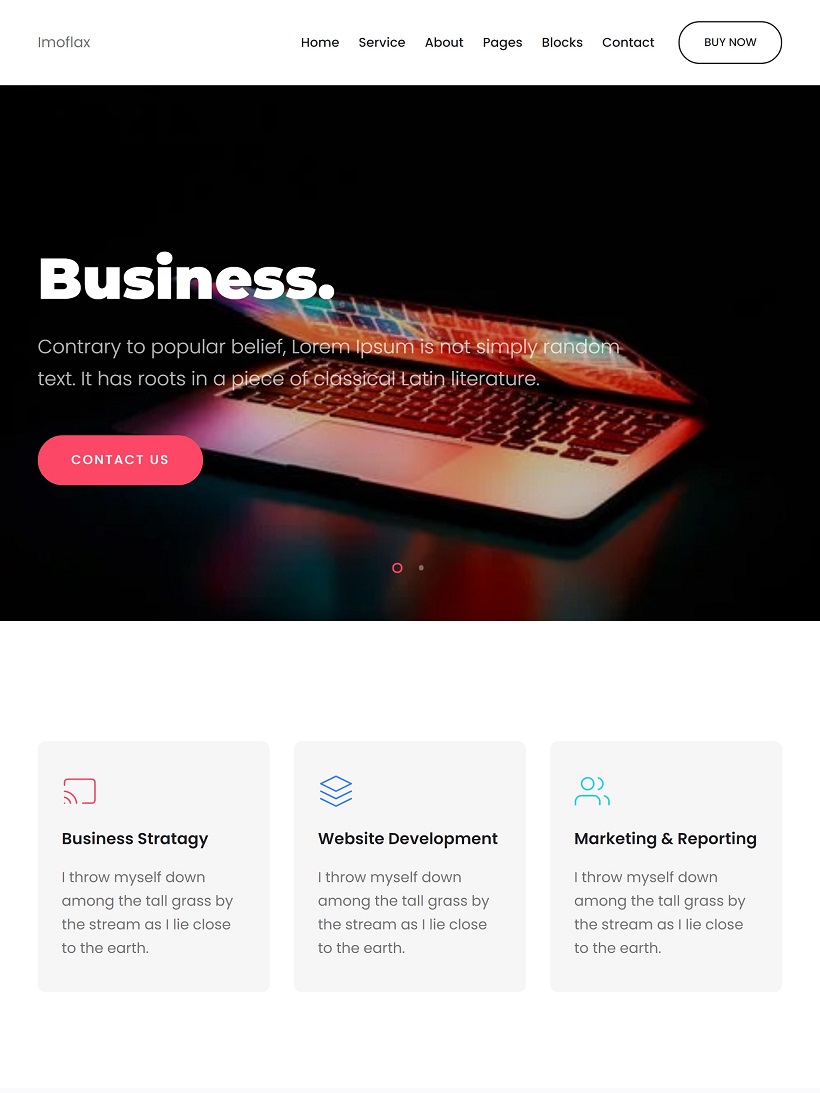 Imoflax
Home Service About Pages Blocks Contact BUY NOW
Business.
Contrary to popular belief, Lorem Ipsum is not simply random
text. It has roots in a piece of classical Latin literature.
CONTACT US
Business Stratagy
I throw myself down
among the tall grass by
the stream as I lie close
to the earth.
Website Development
I throw myself down
among the tall grass by
the stream as I lie close
to the earth.
Marketing & Reporting
I throw myself down
among the tall grass by
the stream as I lie close
to the earth.